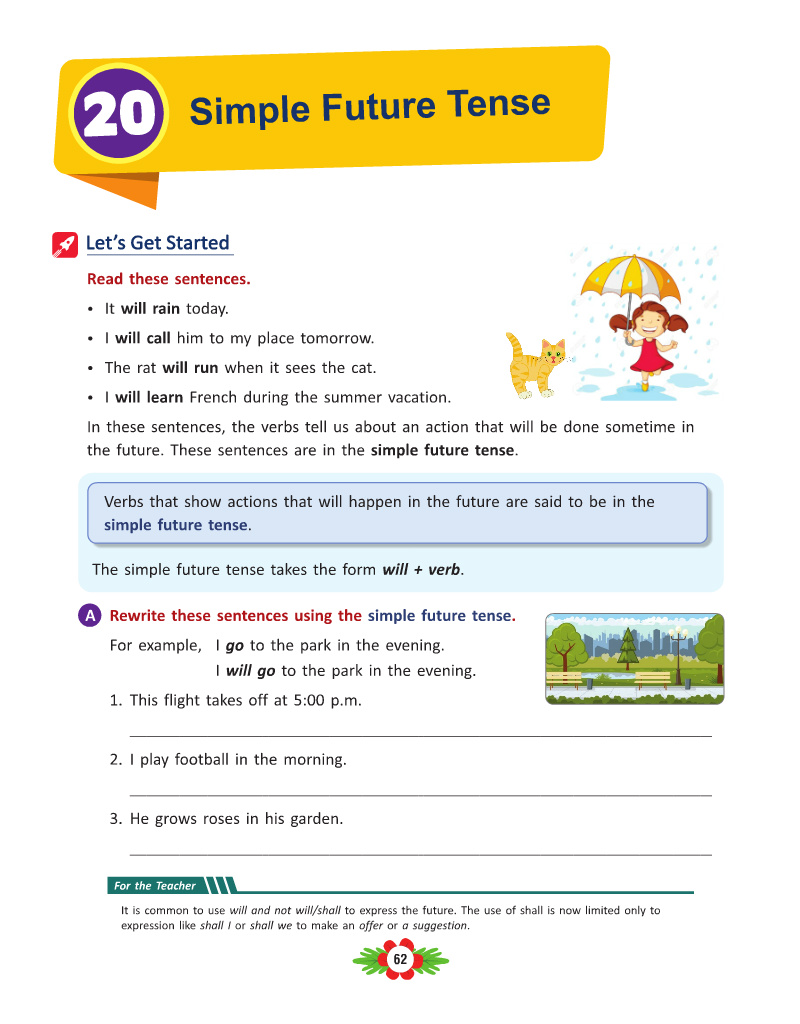 20 Simple Future Tense
Let's Get Started
Read these sentences.
• It will rain today.
• I will call him to my place tomorrow.
• The rat will run when it sees the cat.
• I will learn French during the summer vacation.
In these sentences, the verbs tell us about an action that will be done sometime in
the future. These sentences are in the simple future tense.
Verbs that show actions that will happen in the future are said to be in the
simple future tense.
The simple future tense takes the form will + verb.
A Rewrite these sentences using the simple future tense.
For example, I go to the park in the evening.
I will go to the park in the evening.
1. This flight takes off at 5:00 p.m.
2. I play football in the morning.
3. He grows roses in his garden.
For the Teacher
It is common to use will and not will/shall to express the future. The use of shall is now limited only to
expression like shall I or shall we to make an offer or a suggestion.
62